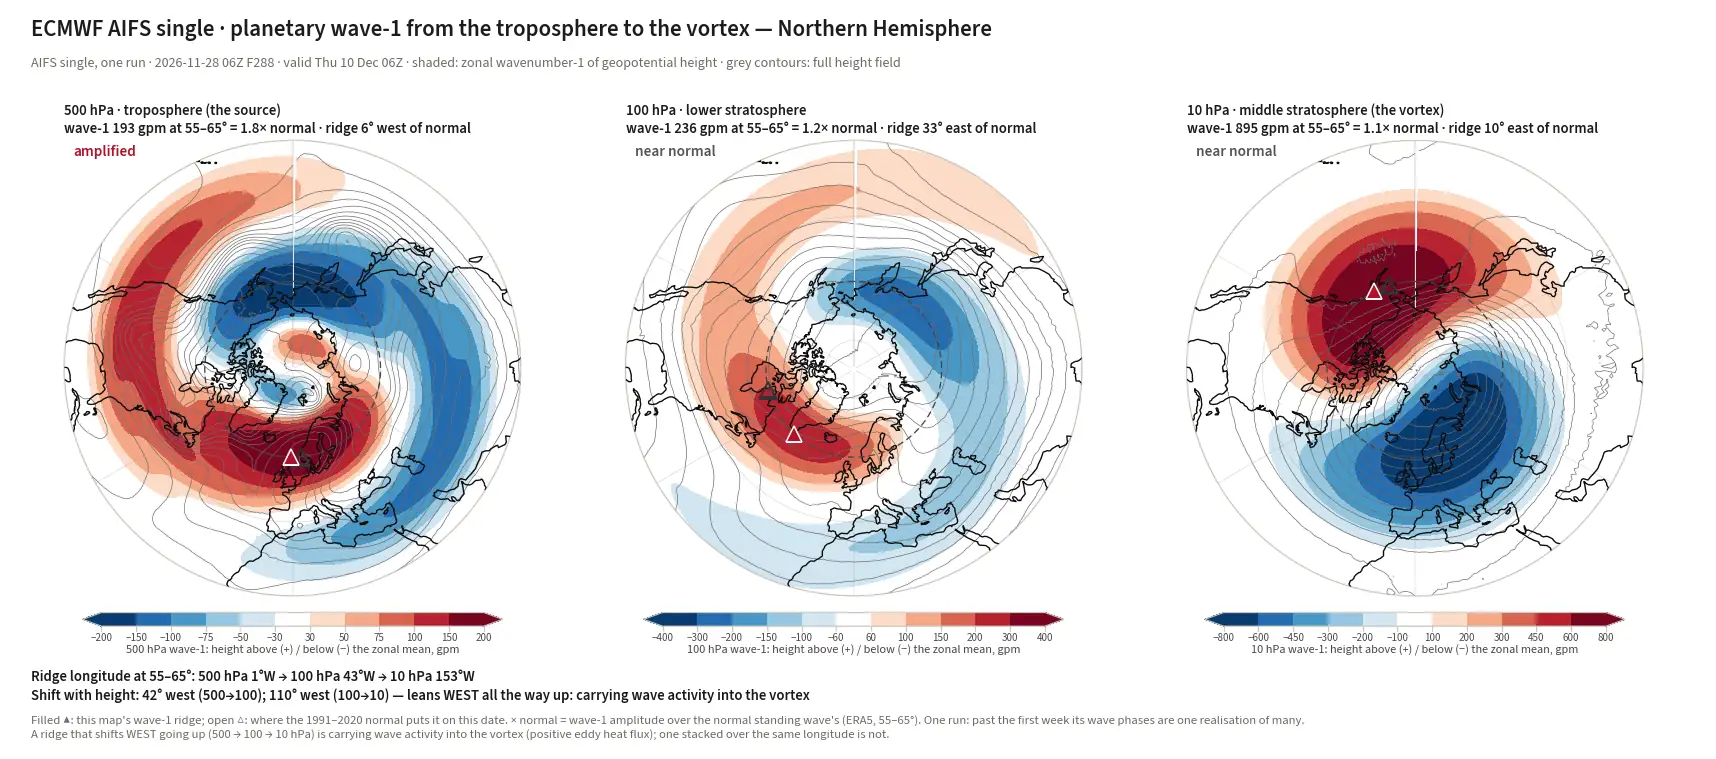 ECMWF AIFS single · planetary wave-1 from the troposphere to the vortex — Northern Hemisphere
AIFS single, one run · 2026-11-28 06Z F288 · valid Thu 10 Dec 06Z · shaded: zonal wavenumber-1 of geopotential height · grey contours: full height field
500 hPa · troposphere (the source)
wave-1 193 gpm at 55–65° = 1.8× normal · ridge 6° west of normal
amplified
100 hPa · lower stratosphere
wave-1 236 gpm at 55–65° = 1.2× normal · ridge 33° east of normal
near normal
10 hPa · middle stratosphere (the vortex)
wave-1 895 gpm at 55–65° = 1.1× normal · ridge 10° east of normal
near normal
−200 −150 −100 −75 −50 −30 30 50 75 100 150 200
500 hPa wave-1: height above (+) / below (−) the zonal mean, gpm
−400 −300 −200 −150 −100 −60 60 100 150 200 300 400
100 hPa wave-1: height above (+) / below (−) the zonal mean, gpm
−800 −600 −450 −300 −200 −100 100 200 300 450 600 800
10 hPa wave-1: height above (+) / below (−) the zonal mean, gpm
Ridge longitude at 55–65°: 500 hPa 1°W → 100 hPa 43°W → 10 hPa 153°W
Shift with height: 42° west (500→100); 110° west (100→10) — leans WEST all the way up: carrying wave activity into the vortex
Filled ▲: this map's wave-1 ridge; open △: where the 1991–2020 normal puts it on this date. × normal = wave-1 amplitude over the normal standing wave's (ERA5, 55–65°). One run: past the first week its wave phases are one realisation of many.
A ridge that shifts WEST going up (500 → 100 → 10 hPa) is carrying wave activity into the vortex (positive eddy heat flux); one stacked over the same longitude is not.